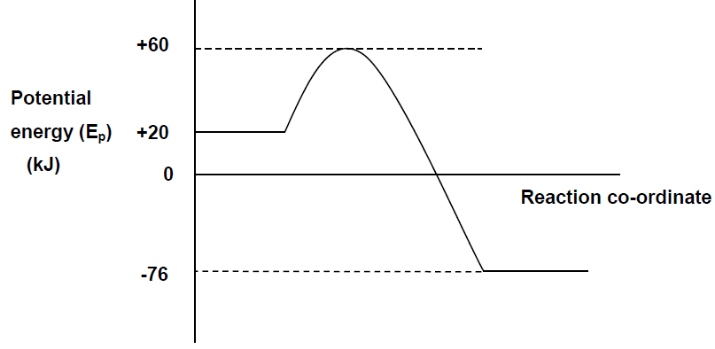 +60
Potential
energy (Eₚ)
+20
(kJ)
0
Reaction co-ordinate
-76